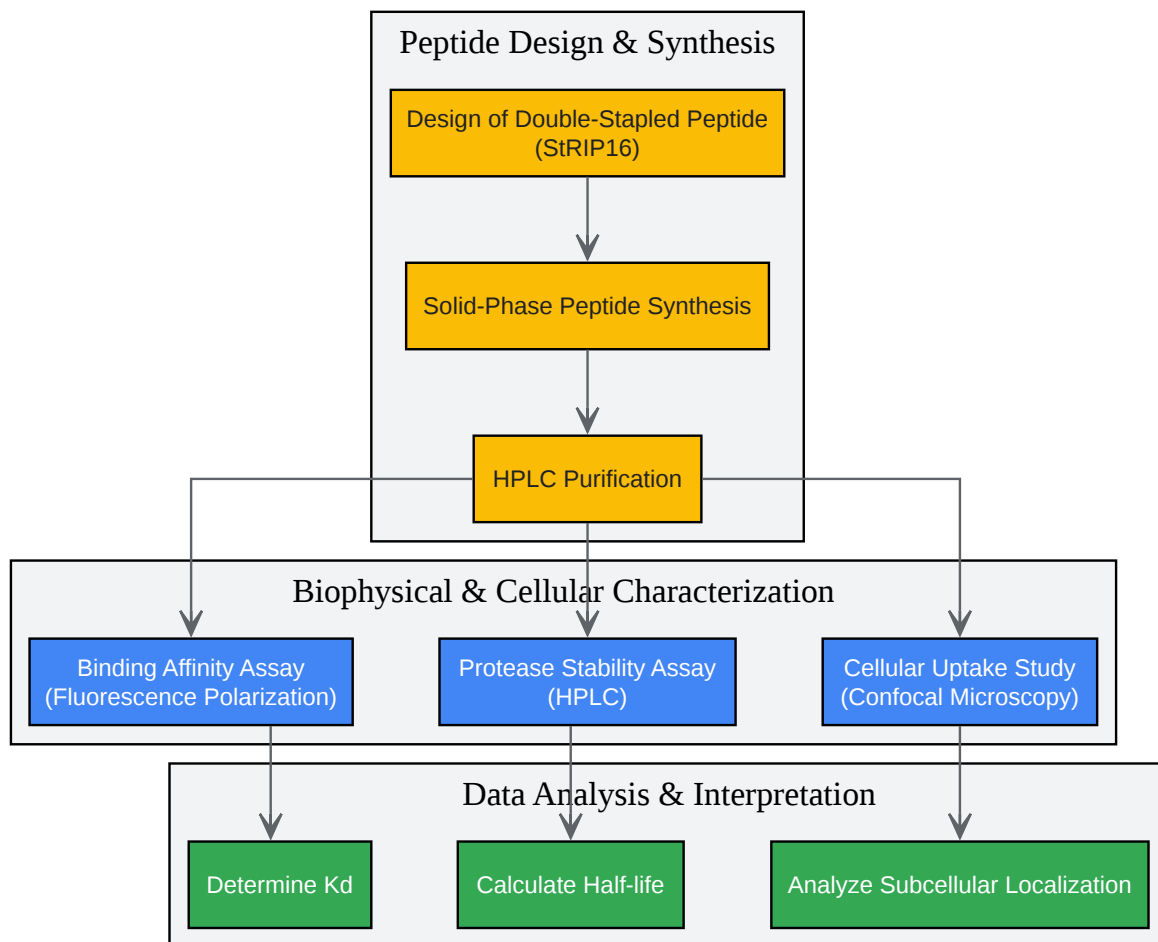 Peptide Design & Synthesis
Design of Double-Stapled Peptide
(StRIP16)
Solid-Phase Peptide Synthesis
HPLC Purification
Biophysical & Cellular Characterization
Binding Affinity Assay
(Fluorescence Polarization)
Protease Stability Assay
(HPLC)
Cellular Uptake Study
(Confocal Microscopy)
Data Analysis & Interpretation
Determine Kd
Calculate Half-life
Analyze Subcellular Localization